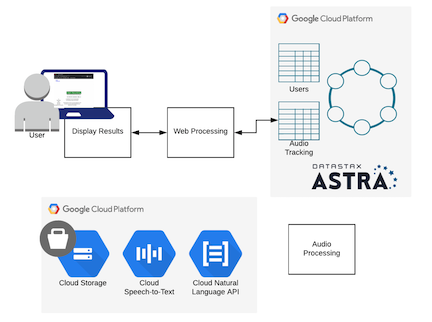 Google Cloud Platform
Users
Audio
Tracking
DATASTAX
ASTRA
User
Display Results
Web Processing
Google Cloud Platform
Cloud Storage
Cloud
Speech-to-Text
Cloud Natural
Language API
Audio
Processing